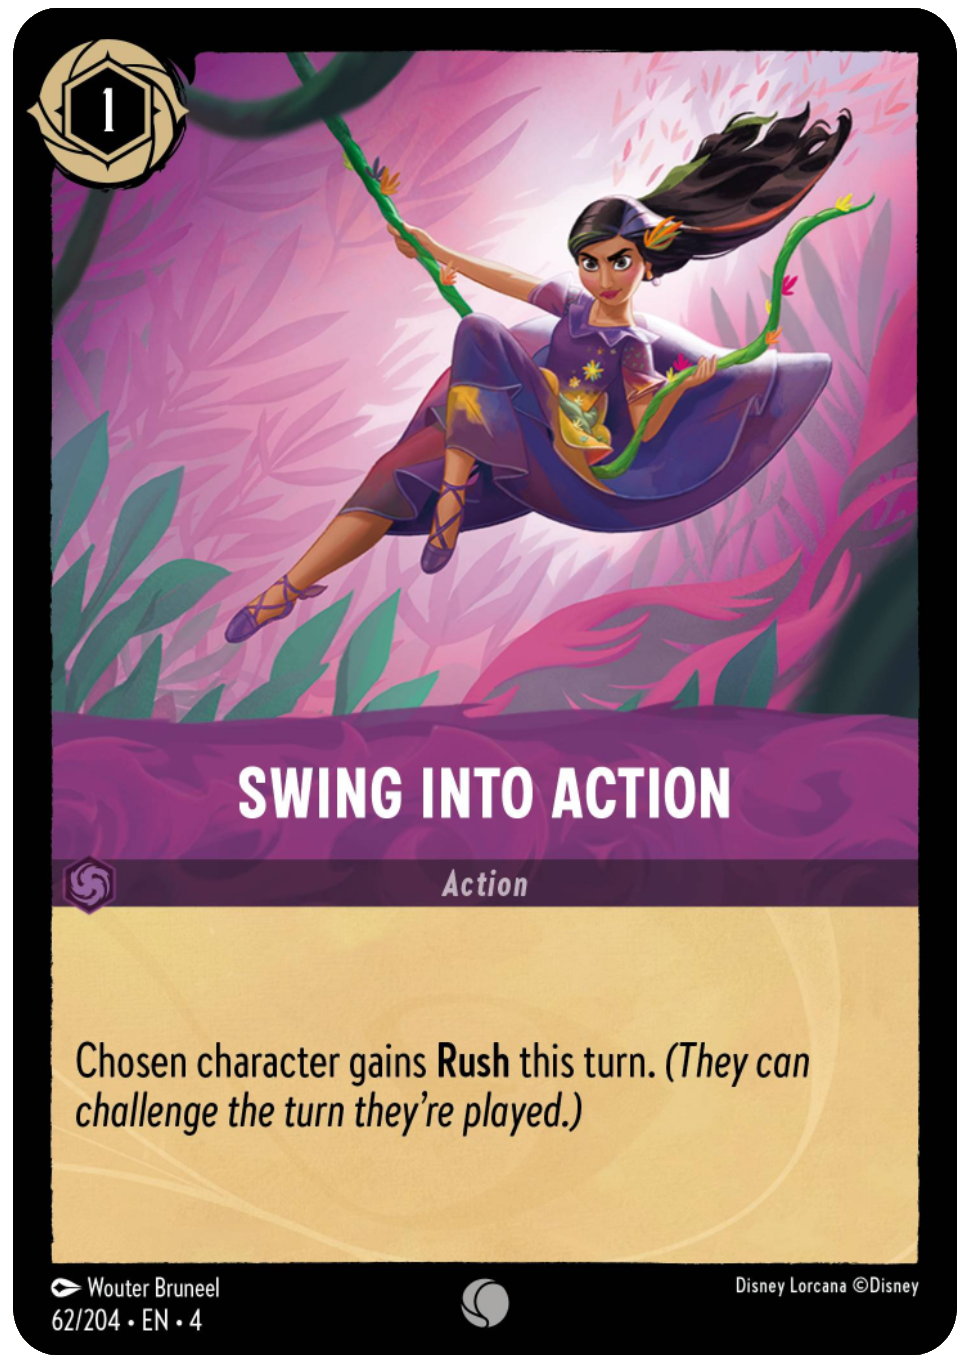 1
SWING INTO ACTION
Action
Chosen character gains Rush this turn. (They can
challenge the turn they're played.)
Wouter Bruneel
62/204 • EN • 4
Disney Lorcana ©Disney